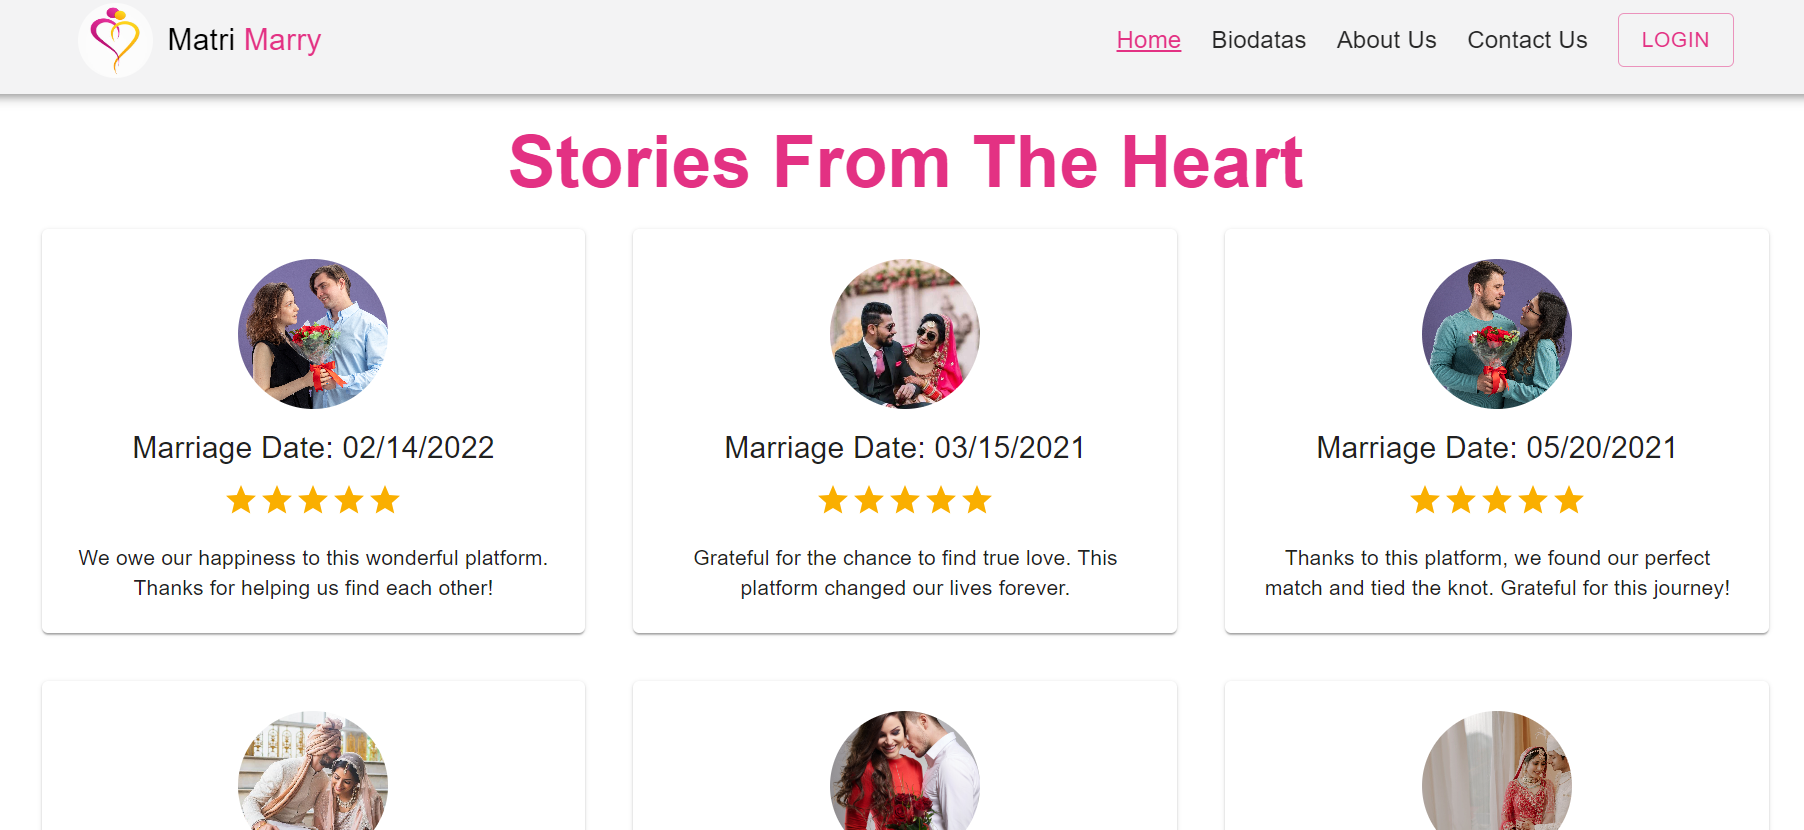 Matri Marry
Home
Biodatas
About Us
Contact Us
LOGIN
Stories From The Heart
Marriage Date: 02/14/2022
We owe our happiness to this wonderful platform.
Thanks for helping us find each other!
Marriage Date: 03/15/2021
Grateful for the chance to find true love. This
platform changed our lives forever.
Marriage Date: 05/20/2021
Thanks to this platform, we found our perfect
match and tied the knot. Grateful for this journey!